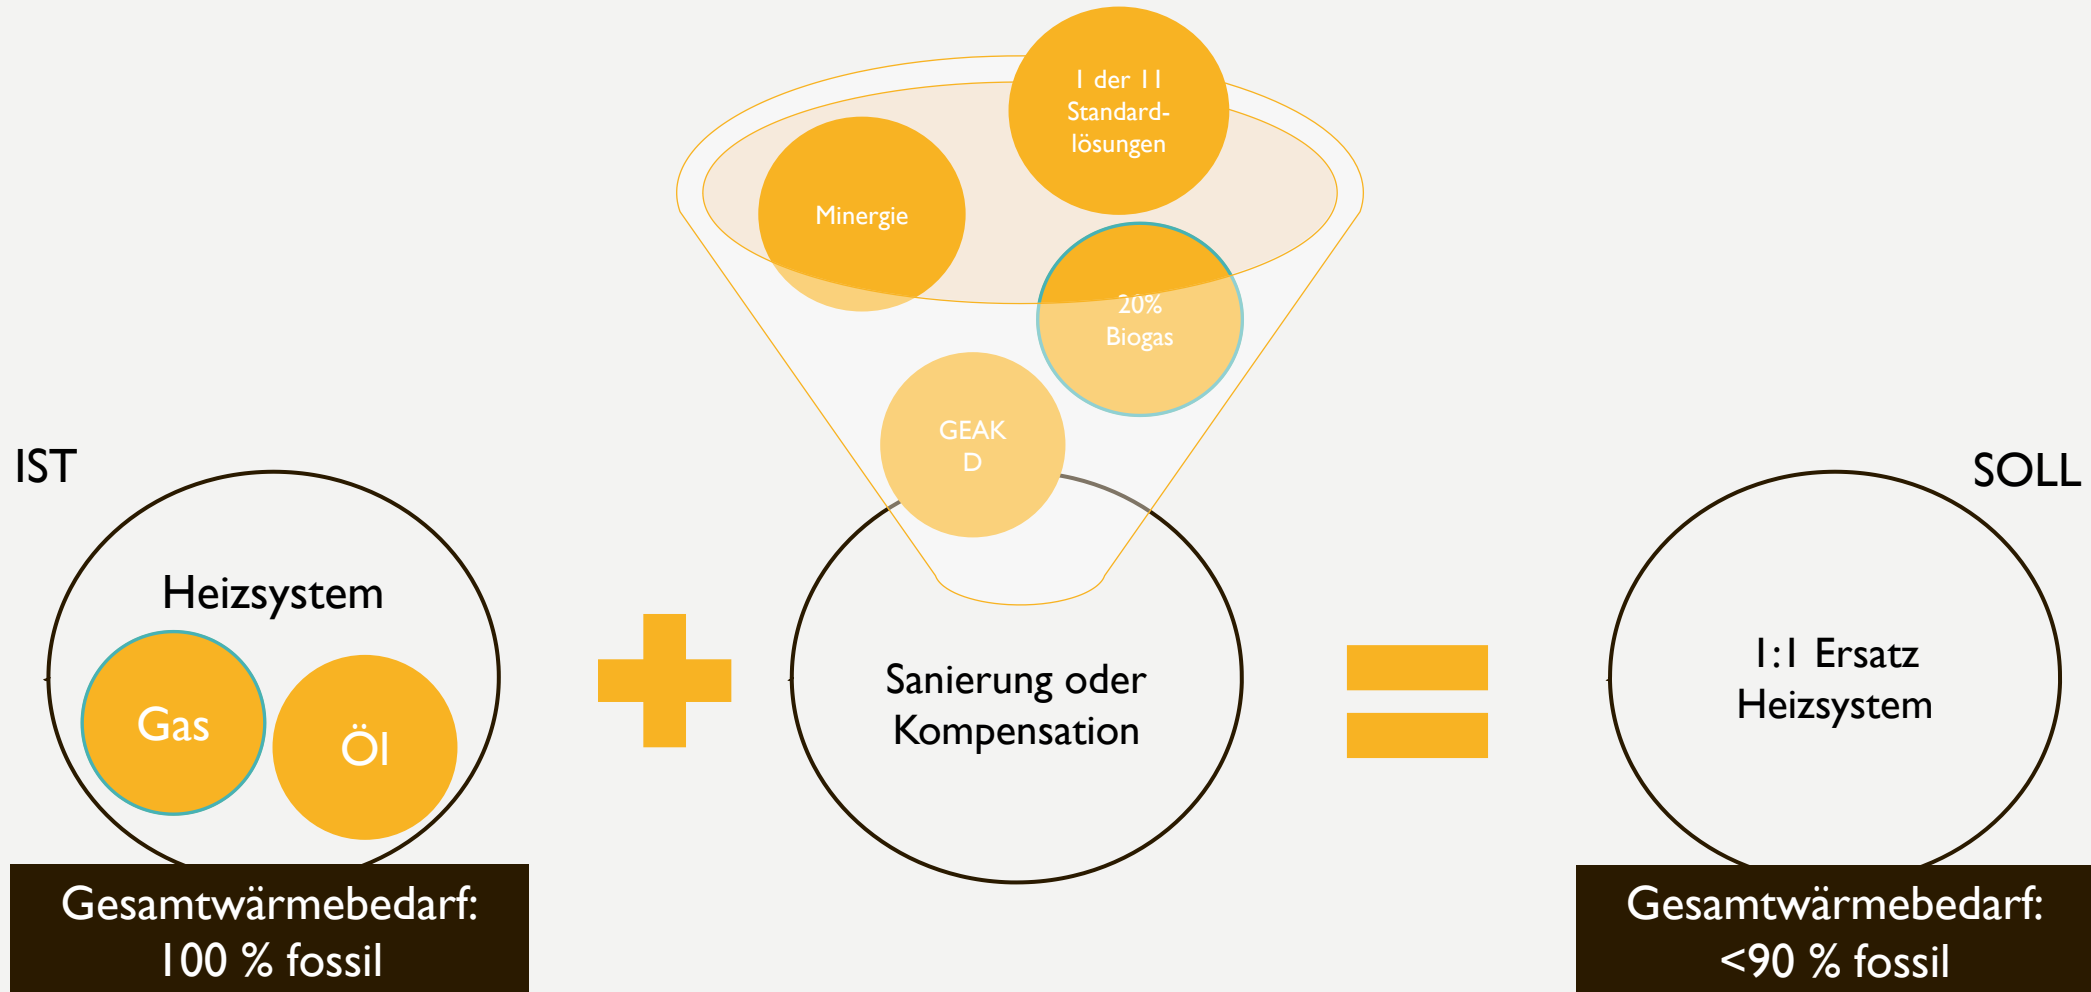 IST
Heizsystem
Gas
Öl
Gesamtwärmebedarf:
100 % fossil
1 der 11
Standard-
lösungen
Minergie
20%
Biogas
GEAK
D
Sanierung oder
Kompensation
SOLL
1:1 Ersatz
Heizsystem
Gesamtwärmebedarf:
<90 % fossil